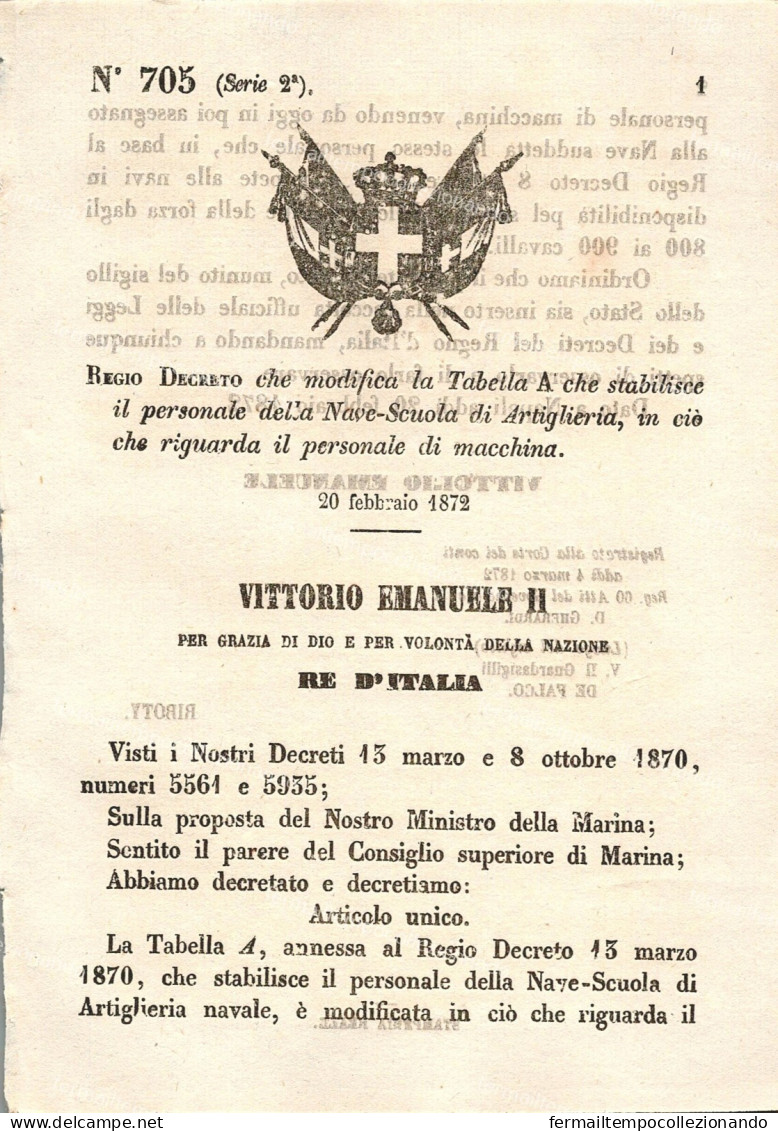 N° 705 (Serie 2ª).
1
REGIO DECRETO che modifica la Tabella A che stabilisce
il personale della Nave-Scuola di Artiglieria, in ciò
che riguarda il personale di macchina.
20 febbraio 1872
VITTORIO EMANUELE II
PER GRAZIA DI DIO E PER VOLONTÀ DELLA NAZIONE
RE D'ITALIA
Visti i Nostri Decreti 13 marzo e 8 ottobre 1870,
numeri 5561 e 5935;
Sulla proposta del Nostro Ministro della Marina;
Sentito il parere del Consiglio superiore di Marina;
Abbiamo decretato e decretiamo:
Articolo unico.
La Tabella A, annessa al Regio Decreto 13 marzo
1870, che stabilisce il personale della Nave-Scuola di
Artiglieria navale, è modificata in ciò che riguarda il
fermailtempocollezionando